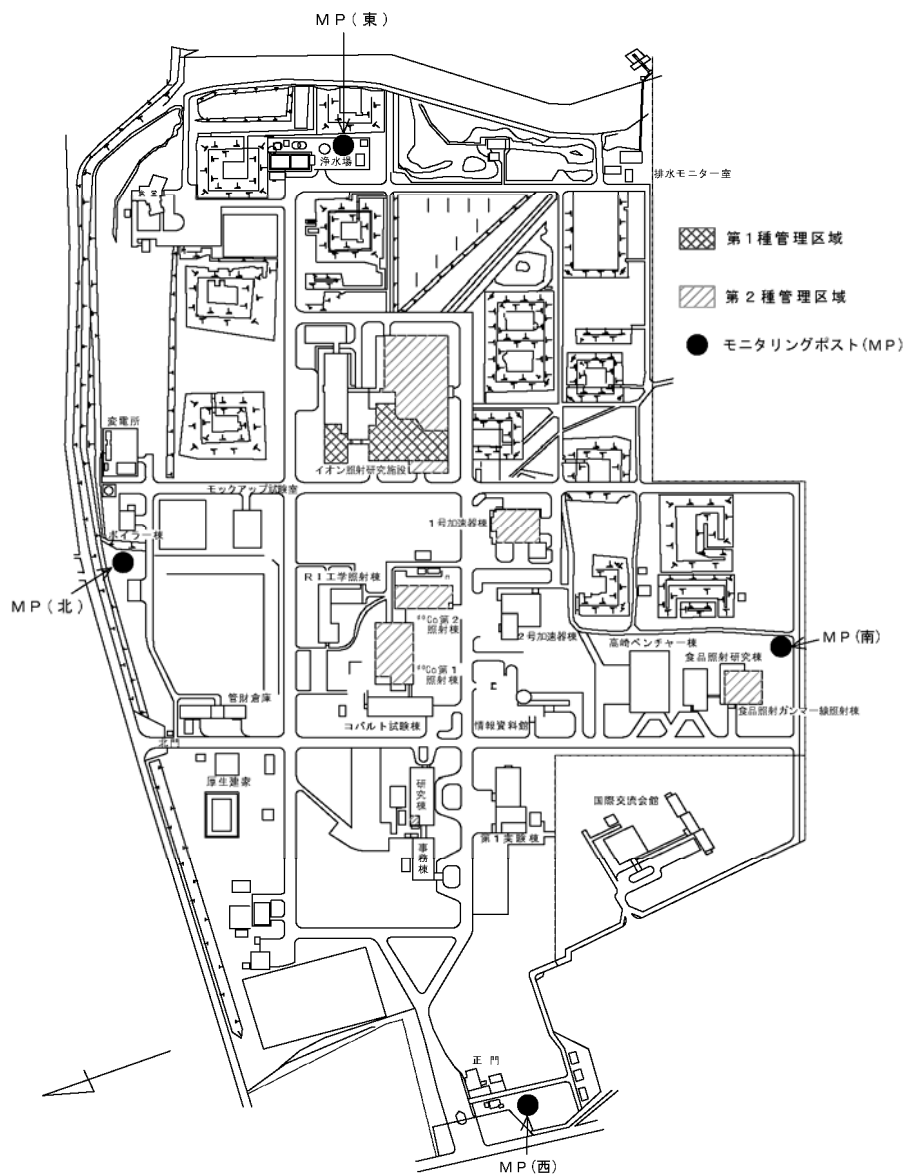 MP(東)
浄水場
排水モニター室
第1種管理区域
第2種管理区域
モニタリングポスト(MP)
変電所
イオン照射研究施設
モックアップ試験室
ボイラー棟
1号加速器棟
MP(北)
RI工学照射棟
⁶⁰Co第2
照射棟
2号加速器棟
高崎ベンチャー棟
MP(南)
食品照射研究棟
⁶⁰Co第1
照射棟
管財倉庫
コバルト試験棟
情報資料館
食品照射ガンマー線照射棟
北門
厚生建家
研究棟
国際交流会館
第1実験棟
事務棟
正門
MP(西)